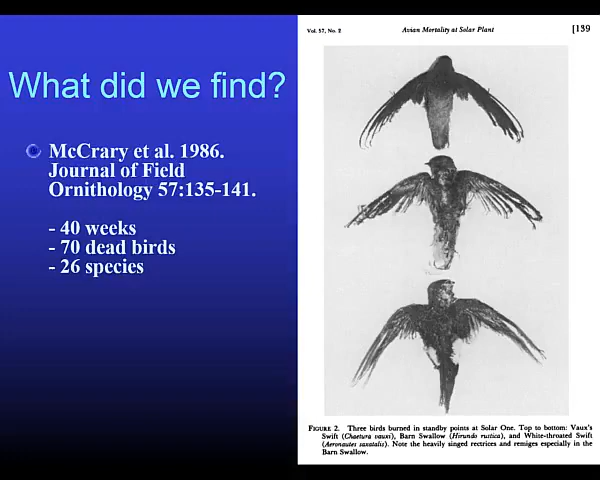 What did we find?
McCrary et al. 1986.
Journal of Field
Ornithology 57:135-141.
- 40 weeks
- 70 dead birds
- 26 species
Vol. 57, No. 2 Avian Mortality at Solar Plant [139
FIGURE 2. Three birds burned in standby points at Solar One. Top to bottom: Vaux's
Swift (Chaetura vauxi), Barn Swallow (Hirundo rustica), and White-throated Swift
(Aeronautes saxatalis). Note the heavily singed rectrices and remiges especially in the
Barn Swallow.